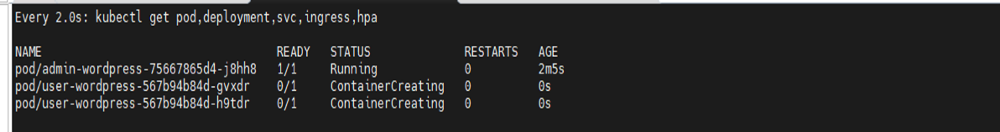 Every 2.0s: kubectl get pod,deployment,svc,ingress,hpa
NAME READY STATUS RESTARTS AGE
pod/admin-wordpress-75667865d4-j8hh8 1/1 Running 0 2m5s
pod/user-wordpress-567b94b84d-gvxdr 0/1 ContainerCreating 0 0s
pod/user-wordpress-567b94b84d-h9tdr 0/1 ContainerCreating 0 0s